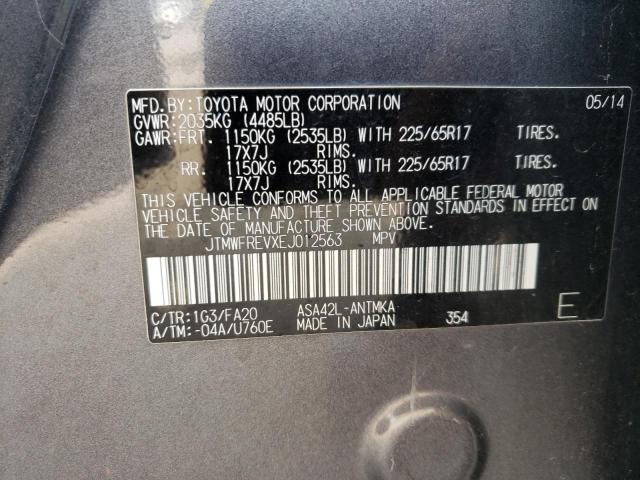 MFD.BY:TOYOTA MOTOR CORPORATION 05/14
GVWR:2035KG (4485LB)
GAWR:FRT. 1150KG (2535LB) WITH 225/65R17 TIRES.
17X7J RIMS.
RR. 1150KG (2535LB) WITH 225/65R17 TIRES.
17X7J RIMS.
THIS VEHICLE CONFORMS TO ALL APPLICABLE FEDERAL MOTOR
VEHICLE SAFETY AND THEFT PREVENTION STANDARDS IN EFFECT ON
THE DATE OF MANUFACTURE SHOWN ABOVE.
JTMWFREVXEJ012563 MPV
C/TR:1G3/FA20 ASA42L-ANTMKA
A/TM:-04A/U760E MADE IN JAPAN 354 E